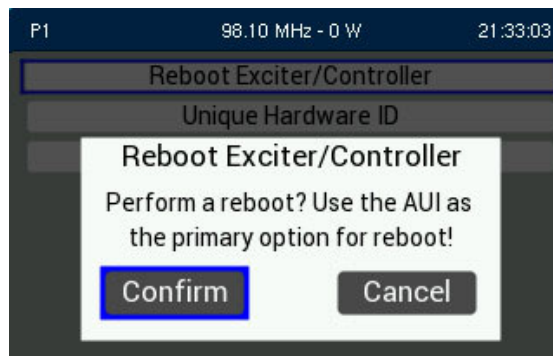 P1 98.10 MHz - 0 W 21:33:03
Reboot Exciter/Controller
Unique Hardware ID
Reboot Exciter/Controller
Perform a reboot? Use the AUI as
the primary option for reboot!
Confirm Cancel